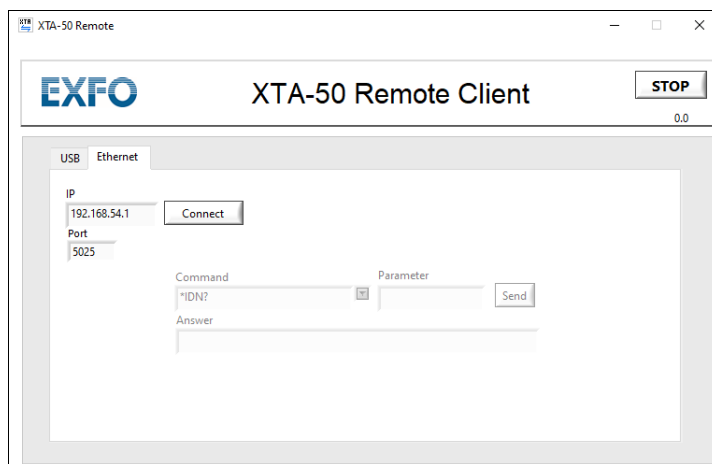 XTA-50 Remote
EXFO
XTA-50 Remote Client
STOP
0.0
USB Ethernet
IP
192.168.54.1 Connect
Port
5025
Command Parameter
*IDN? Send
Answer